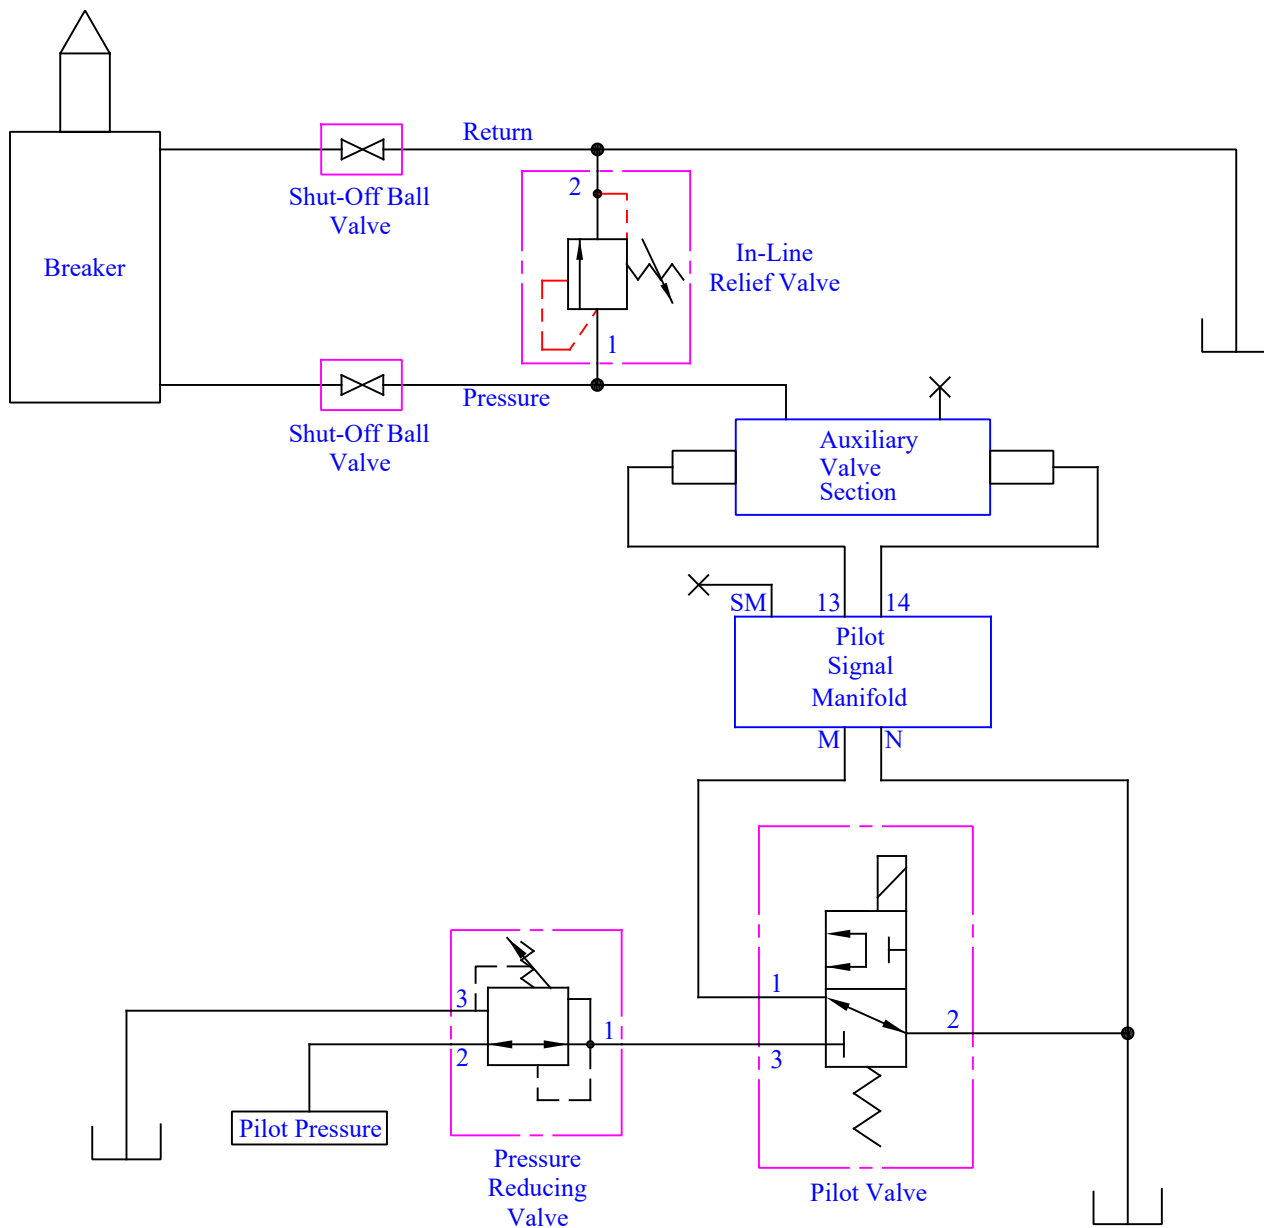 Return
Shut-Off Ball
Valve
2
Breaker
In-Line
Relief Valve
1
Pressure
Shut-Off Ball
Valve
Auxiliary
Valve
Section
SM
13
14
Pilot
Signal
Manifold
M
N
3
2
1
Pilot Pressure
Pressure
Reducing
Valve
1
2
3
Pilot Valve